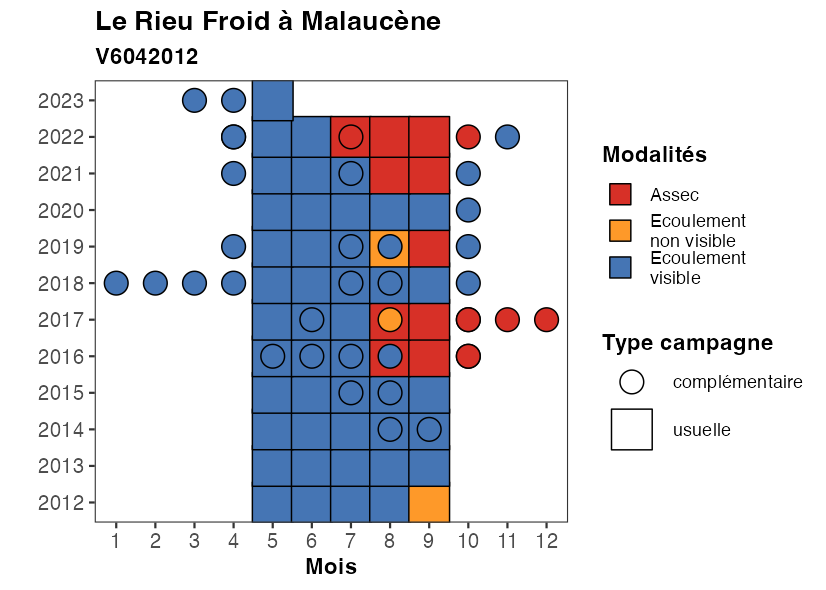 Le Rieu Froid à Malaucène
V6042012
2023
2022
2021
2020
2019
2018
2017
2016
2015
2014
2013
2012
1 2 3 4 5 6 7 8 9 10 11 12
Mois
Modalités
Assec
Ecoulement
non visible
Ecoulement
visible
Type campagne
complémentaire
usuelle